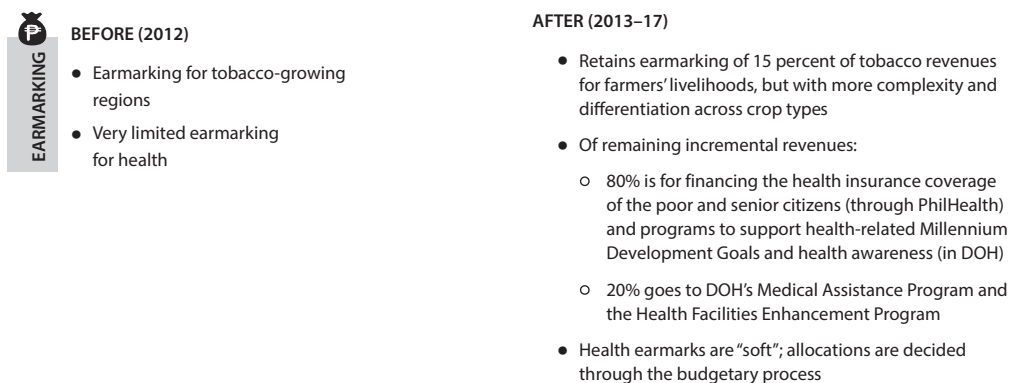 ₱
EARMARKING
BEFORE (2012)
● Earmarking for tobacco-growing
regions
● Very limited earmarking
for health
AFTER (2013–17)
● Retains earmarking of 15 percent of tobacco revenues
for farmers’ livelihoods, but with more complexity and
differentiation across crop types
● Of remaining incremental revenues:
○ 80% is for financing the health insurance coverage
of the poor and senior citizens (through PhilHealth)
and programs to support health-related Millennium
Development Goals and health awareness (in DOH)
○ 20% goes to DOH’s Medical Assistance Program and
the Health Facilities Enhancement Program
● Health earmarks are “soft”; allocations are decided
through the budgetary process